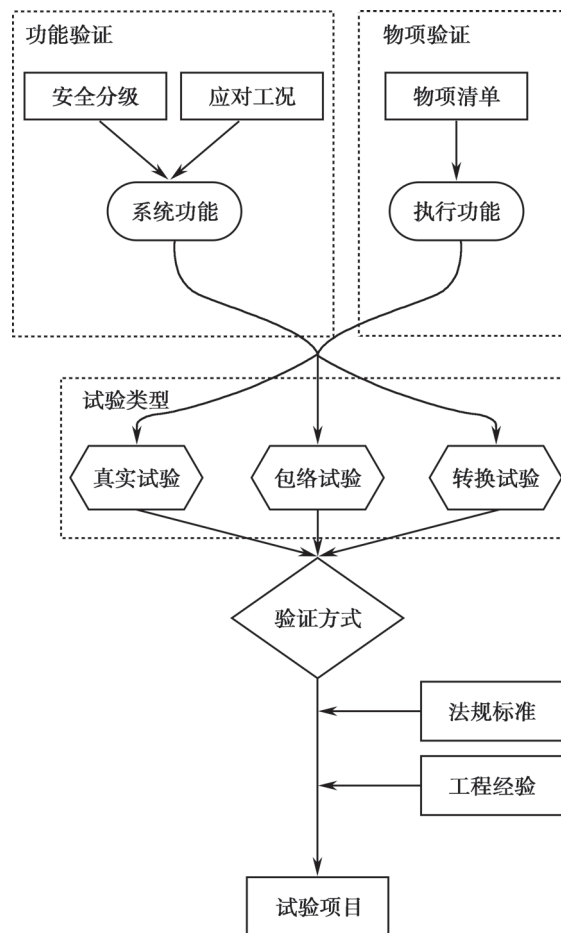 功能验证
物项验证
安全分级
应对工况
物项清单
系统功能
执行功能
试验类型
真实试验
包络试验
转换试验
验证方式
法规标准
工程经验
试验项目